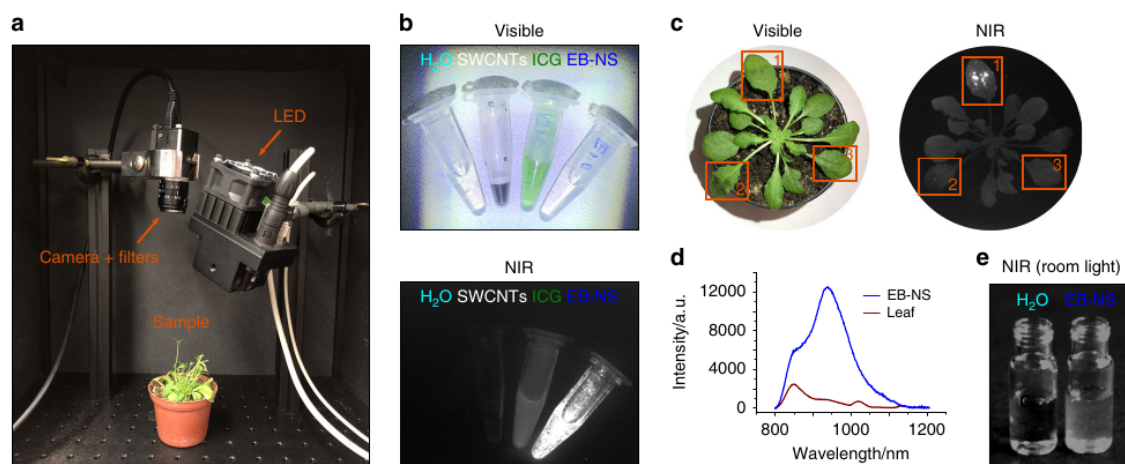 a
LED
Camera + filters
Sample
b
Visible
H₂O SWCNTs ICG EB-NS
NIR
H₂O SWCNTs ICG EB-NS
c
Visible
NIR
1
2
3
1
2
3
d
Intensity/a.u.
12000
8000
4000
0
EB-NS
Leaf
800
1000
1200
Wavelength/nm
e
NIR (room light)
H₂O
EB-NS